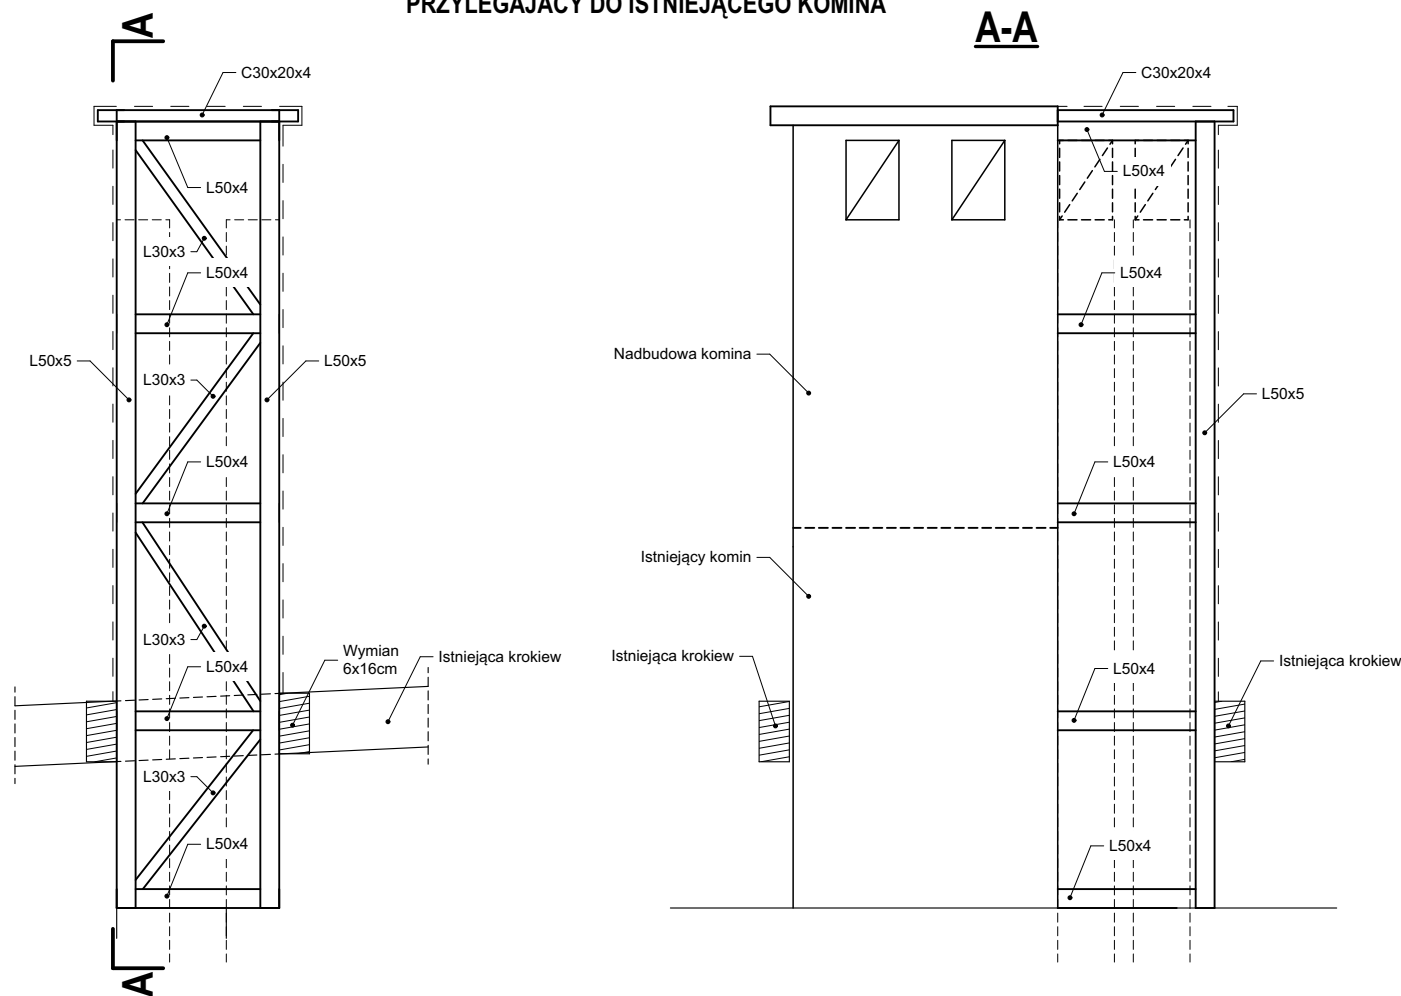 PRZYLEGAJĄCY DO ISTNIEJĄCEGO KOMINA
A
A-A
C30x20x4
C30x20x4
L50x4
L50x4
L30x3
L50x4
L50x4
L50x5
L50x5
L30x3
Nadbudowa komina
L50x5
L50x4
L50x4
Istniejący komin
L30x3
L50x4
Wymian
6x16cm
Istniejąca krokiew
Istniejąca krokiew
L50x4
Istniejąca krokiew
L30x3
L50x4
L50x4
A